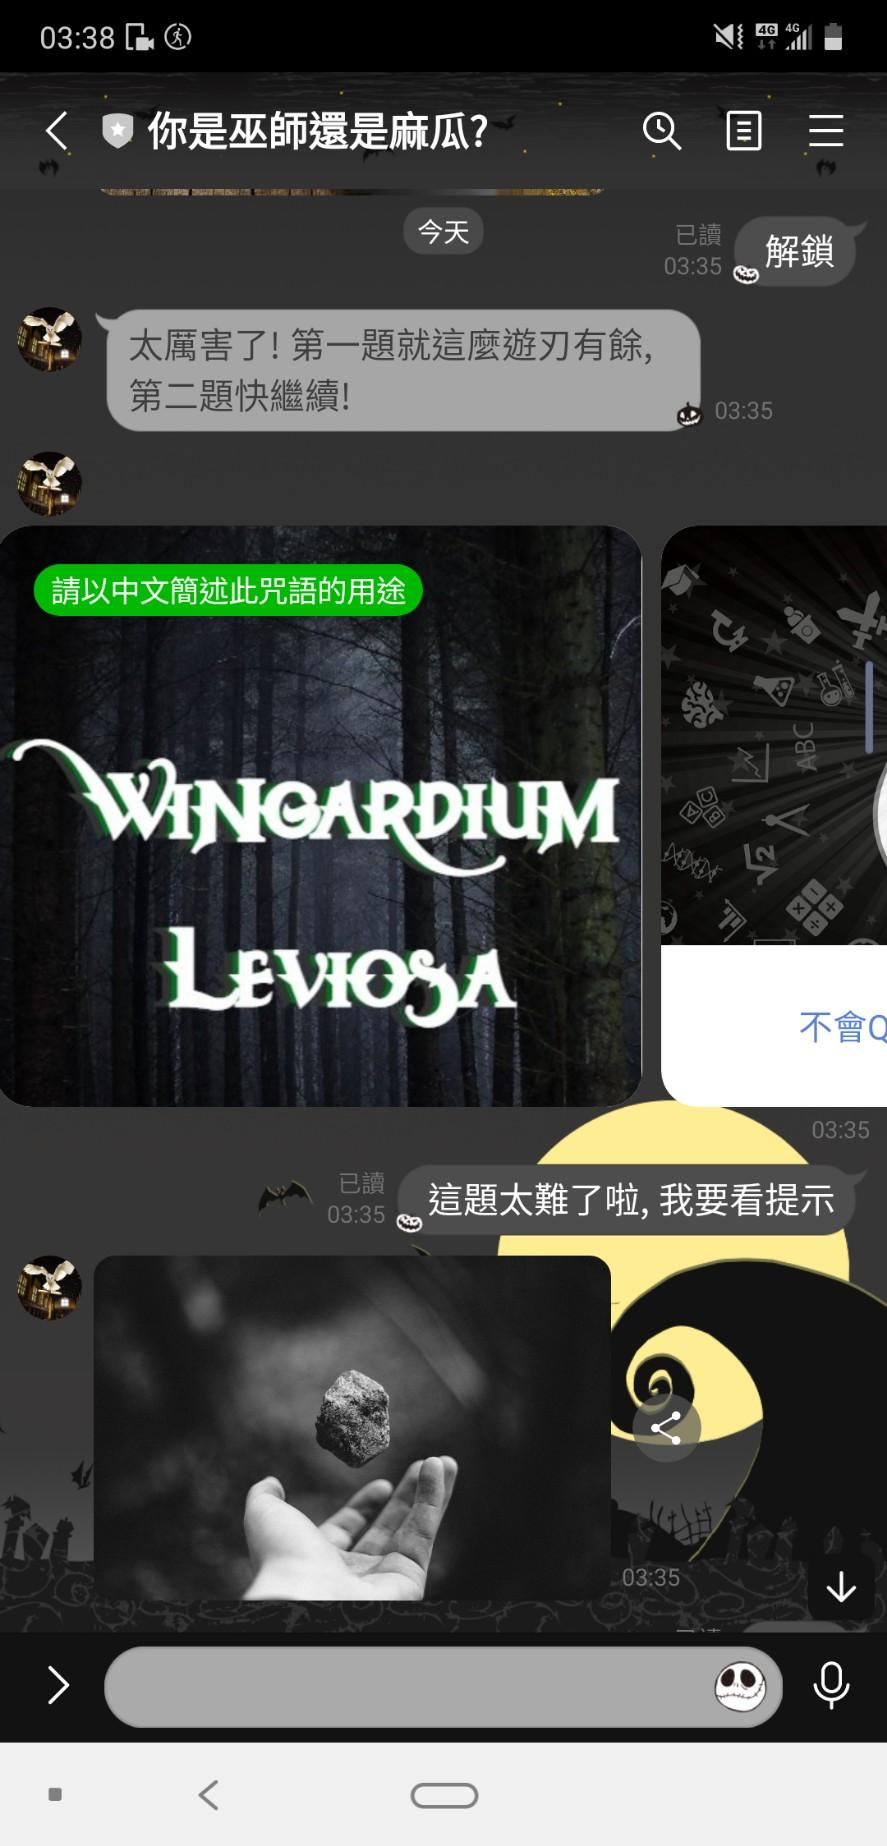 03:38
4G
4G
你是巫師還是麻瓜?
今天
已讀
03:35
解鎖
太厲害了! 第一題就這麼遊刃有餘,
第二題快繼續!
03:35
請以中文簡述此咒語的用途
WINGARDIUM
LEVIOSA
ABC
√2
不會Q
03:35
已讀
03:35
這題太難了啦, 我要看提示
03:35